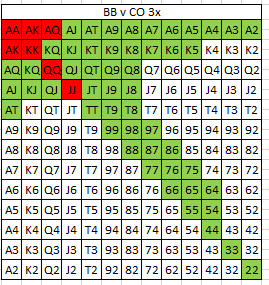 BB v CO 3x
AA AK AQ AJ AT A9 A8 A7 A6 A5 A4 A3 A2
AK KK KQ KJ KT K9 K8 K7 K6 K5 K4 K3 K2
AQ KQ QQ QJ QT Q9 Q8 Q7 Q6 Q5 Q4 Q3 Q2
AJ KJ QJ JJ JT J9 J8 J7 J6 J5 J4 J3 J2
AT KT QT JT TT T9 T8 T7 T6 T5 T4 T3 T2
A9 K9 Q9 J9 T9 99 98 97 96 95 94 93 92
A8 K8 Q8 J8 T8 98 88 87 86 85 84 83 82
A7 K7 Q7 J7 T7 97 87 77 76 75 74 73 72
A6 K6 Q6 J6 T6 96 86 76 66 65 64 63 62
A5 K5 Q5 J5 T5 95 85 75 65 55 54 53 52
A4 K4 Q4 J4 T4 94 84 74 64 54 44 43 42
A3 K3 Q3 J3 T3 93 83 73 63 53 43 33 32
A2 K2 Q2 J2 T2 92 82 72 62 52 42 32 22